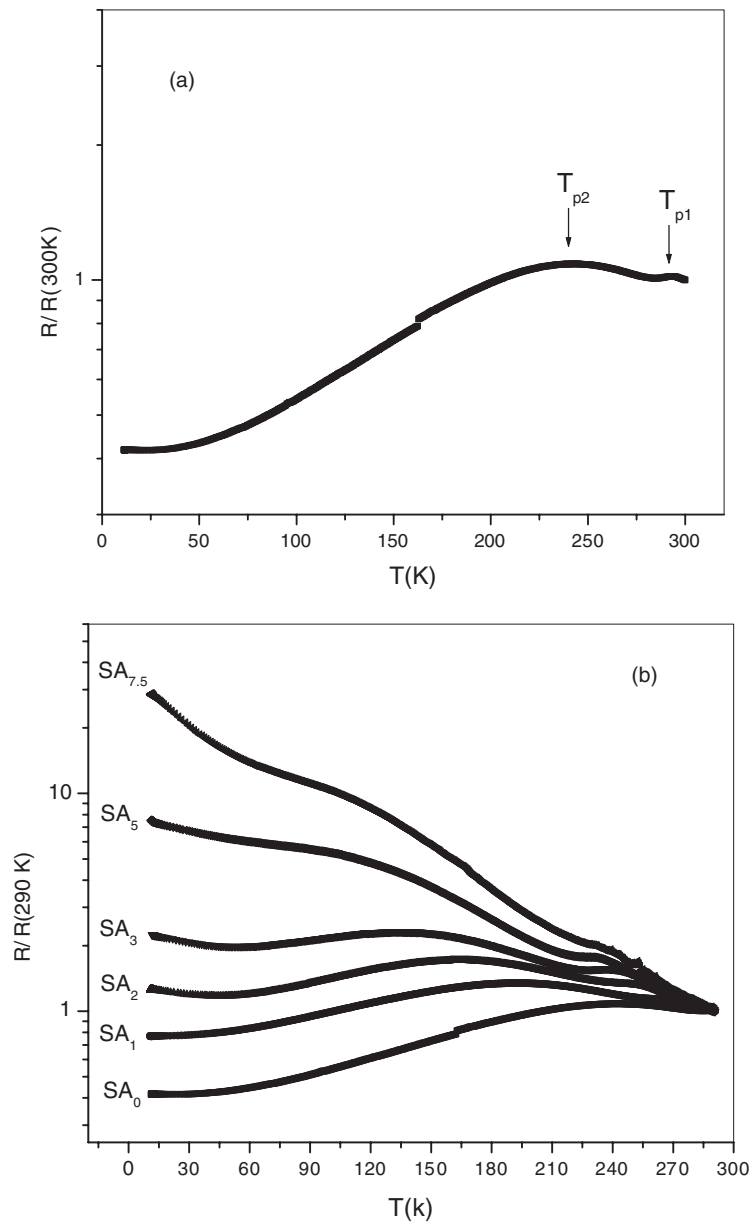 (a)
T_p2
T_p1
R/ R( 300K)
1
0 50 100 150 200 250 300
T(K)
(b)
SA_7.5
10
SA_5
R/ R(290 K)
SA_3
SA_2
1
SA_1
SA_0
0 30 60 90 120 150 180 210 240 270 300
T(k)